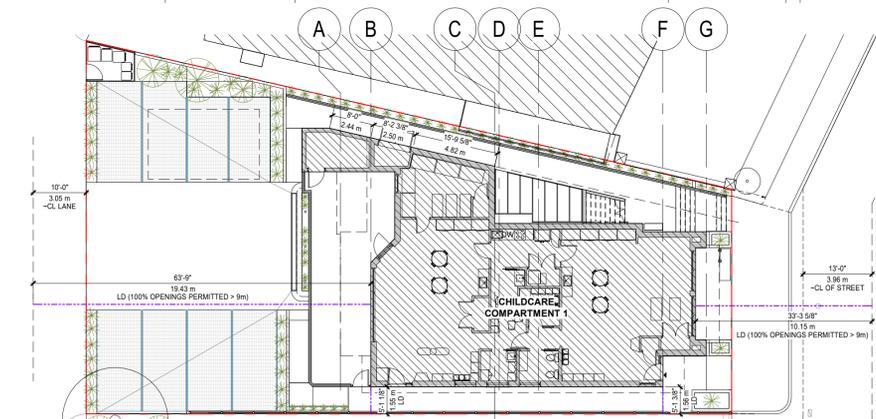 A
B
C
D
E
F
G
8'-0"
2.44 m
8'-2 3/8"
2.50 m
15'-9 5/8"
4.82 m
10'-0"
3.05 m
~CL LANE
63'-9"
19.43 m
LD (100% OPENINGS PERMITTED > 9m)
DW
CHILDCARE
COMPARTMENT 1
13'-0"
3.96 m
~CL OF STREET
33'-3 5/8"
10.15 m
LD (100% OPENINGS PERMITTED > 9m)
5'-1 1/8"
1.55 m
LD
5'-1 3/8"
1.56 m
LD